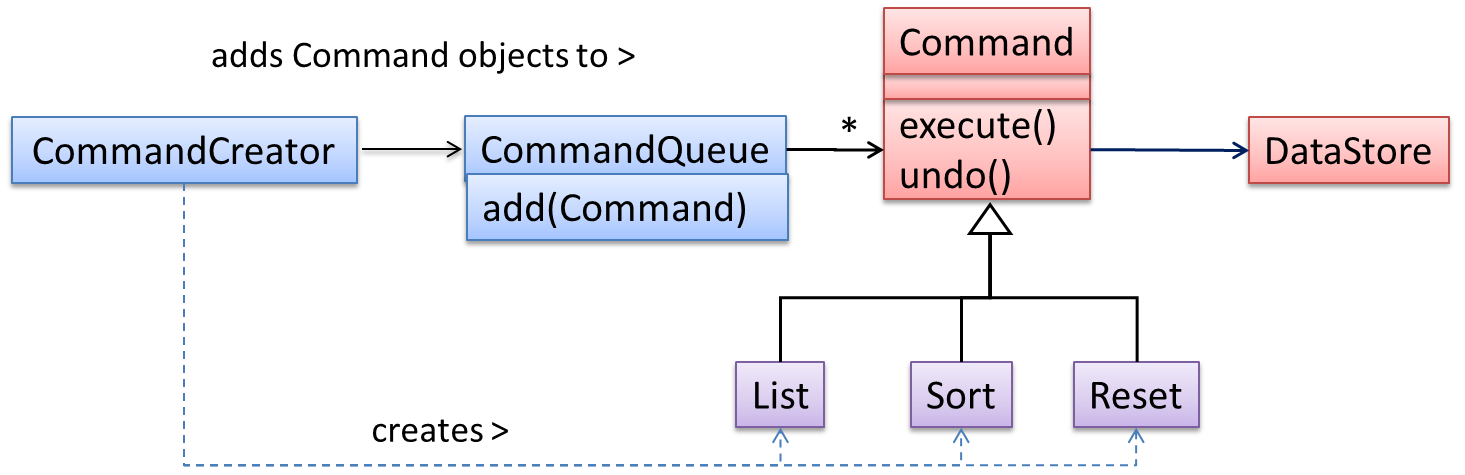 adds Command objects to >
CommandCreator
CommandQueue
add(Command)
*
Command
execute()
undo()
DataStore
List
Sort
Reset
creates >